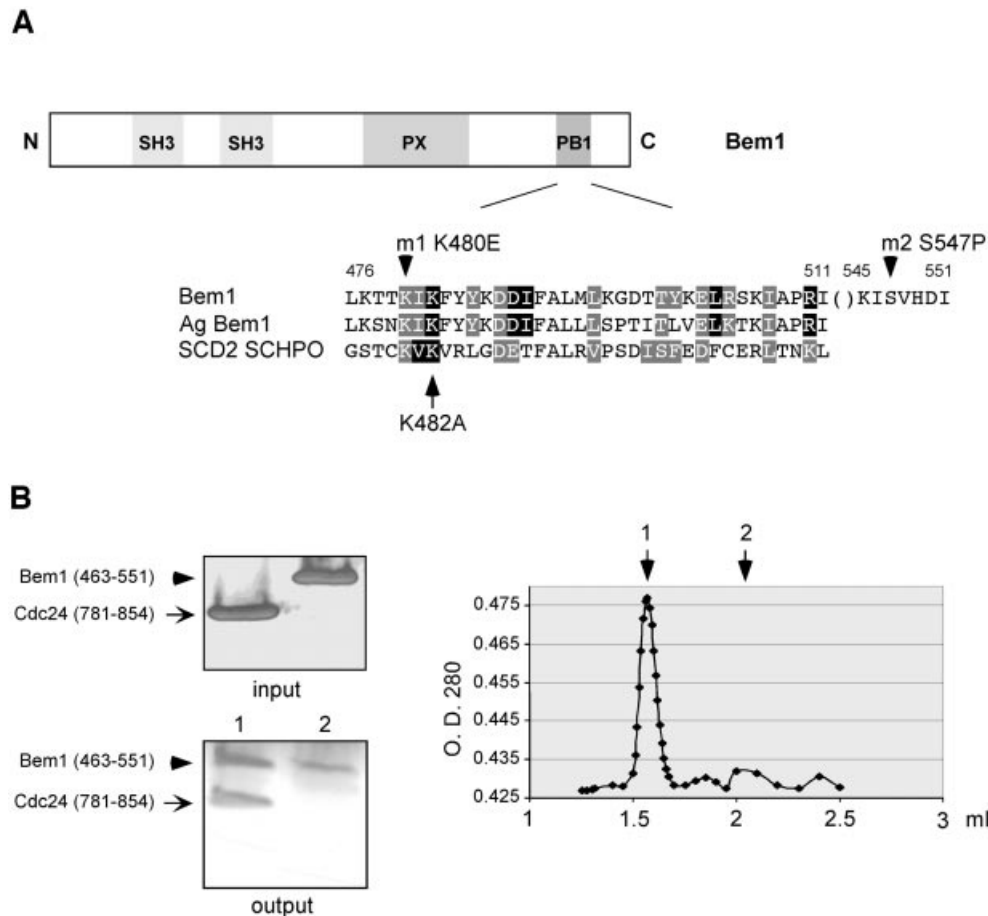 A
N SH3 SH3 PX PB1 C Bem1
m1 K480E m2 S547P
476 511 545 551
Bem1 LKTTKIKFYYKDDIFALMLKGDTTYKELRSKIAPRI()KISVHDI
Ag Bem1 LKSNKIKFYYKDDIFALLLSPTITLVELKTKIAPRI
SCD2 SCHPO GSTCKVKVRLGDETFALRVPSDISFEDFCERLTNKL
K482A
B
Bem1 (463-551)
Cdc24 (781-854)
input
1 2
Bem1 (463-551)
Cdc24 (781-854)
output
1 2
O. D. 280
0.475
0.465
0.455
0.445
0.435
0.425
1 1.5 2 2.5 3 ml